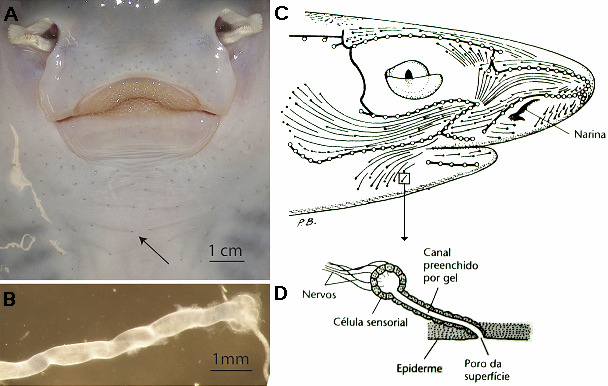 A
1 cm
B
1mm
C
Narina
P.B.
D
Canal
preenchido
por gel
Nervos
Célula sensorial
Epiderme
Poro da
superfície